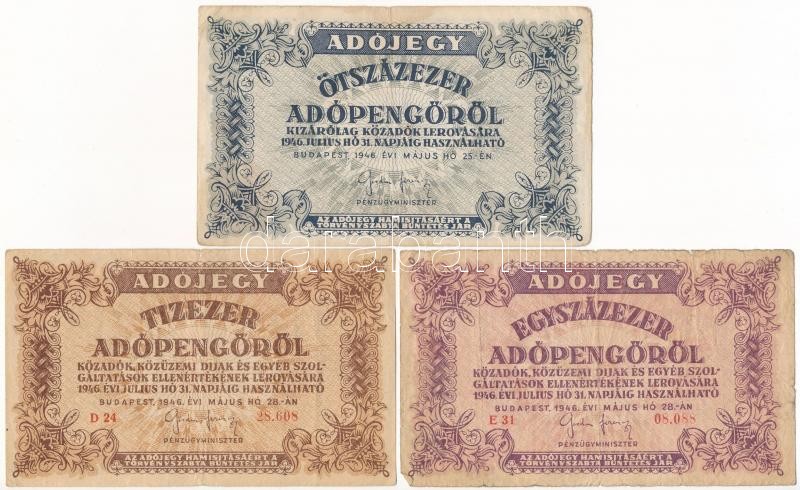 ADÓJEGY
ÖTSZÁZEZER
ADÓPENGŐRŐL
KIZÁRÓLAG KÖZADÓK LEROVÁSÁRA
1946. JULIUS HÓ 31. NAPJÁIG HASZNÁLHATÓ
BUDAPEST, 1946. ÉVI MÁJUS HÓ 25-ÉN
PÉNZÜGYMINISZTER
AZ ADÓJEGY HAMISITÁSÁÉRT A
TÖRVÉNYSZABTA BÜNTETÉS JÁR
darabanth
ADÓJEGY
TIZEZER
ADÓPENGŐRŐL
KÖZADÓK, KÖZÜZEMI DIJAK ÉS EGYÉB SZOL-
GÁLTATÁSOK ELLENÉRTÉKÉNEK LEROVÁSÁRA
1946. ÉVI JULIUS HÓ 31. NAPJÁIG HASZNÁLHATÓ
BUDAPEST, 1946. ÉVI MÁJUS HÓ 28-ÁN
D 24 28.608
PÉNZÜGYMINISZTER
AZ ADÓJEGY HAMISITÁSÁÉRT A
TÖRVÉNYSZABTA BÜNTETÉS JÁR
ADÓJEGY
EGYSZÁZEZER
ADÓPENGŐRŐL
KÖZADÓK, KÖZÜZEMI DIJAK ÉS EGYÉB SZOL-
GÁLTATÁSOK ELLENÉRTÉKÉNEK LEROVÁSÁRA
1946. ÉVI JULIUS HÓ 31. NAPJÁIG HASZNÁLHATÓ
BUDAPEST, 1946. ÉVI MÁJUS HÓ 28-ÁN
E 31 08.088
PÉNZÜGYMINISZTER
AZ ADÓJEGY HAMISITÁSÁÉRT A
TÖRVÉNYSZABTA BÜNTETÉS JÁR